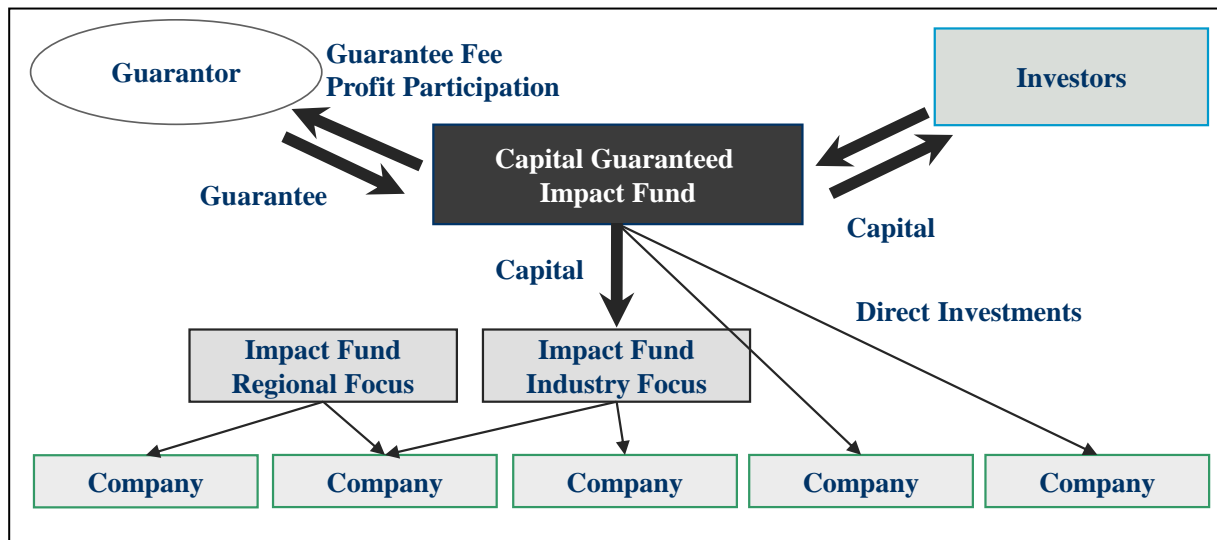 Guarantor
Guarantee Fee
Profit Participation
Investors
Capital Guaranteed
Impact Fund
Guarantee
Capital
Capital
Direct Investments
Impact Fund
Regional Focus
Impact Fund
Industry Focus
Company
Company
Company
Company
Company